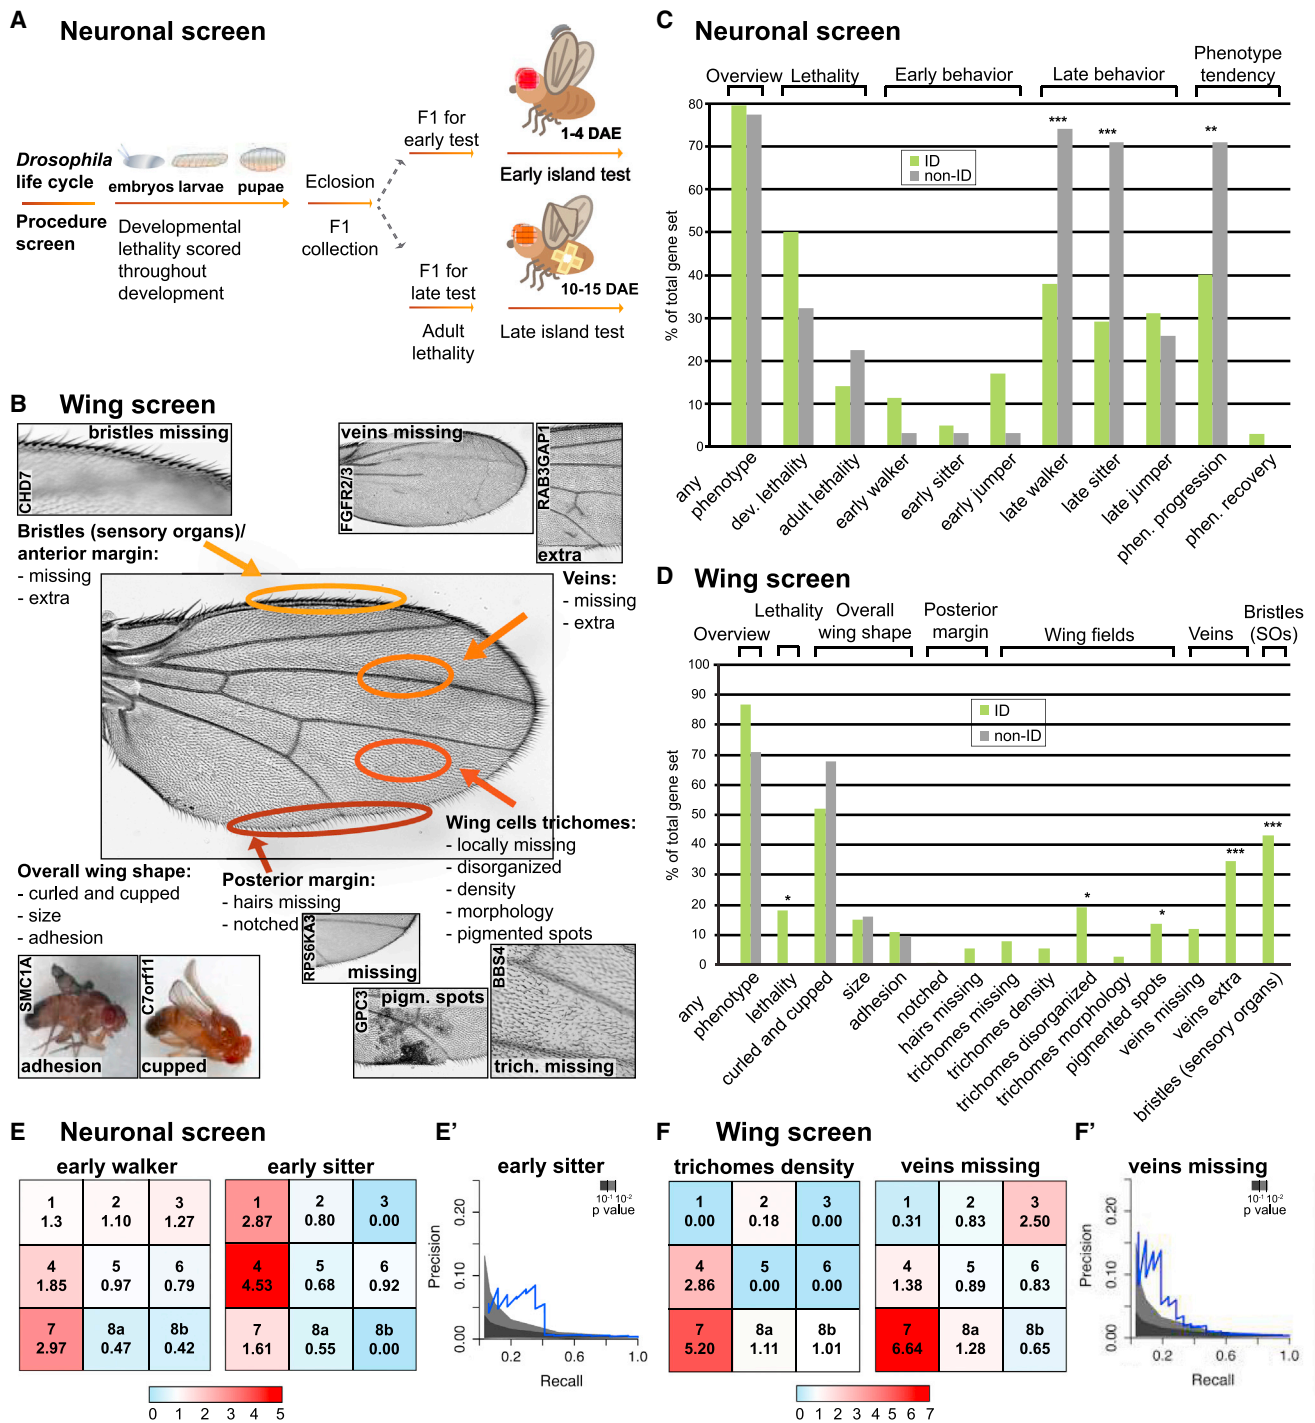 A Neuronal screen
Drosophila
life cycle
embryos larvae pupae
Procedure
screen
Developmental
lethality scored
throughout
development
Eclosion
F1
collection
F1 for
early test
F1 for
late test
Adult
lethality
1-4 DAE
Early island test
10-15 DAE
Late island test
B Wing screen
bristles missing
CHD7
veins missing
FGFR2/3
RAB3GAP1
extra
Bristles (sensory organs)/
anterior margin:
- missing
- extra
Veins:
- missing
- extra
Wing cells trichomes:
- locally missing
- disorganized
- density
- morphology
- pigmented spots
Overall wing shape:
- curled and cupped
- size
- adhesion
Posterior margin:
- hairs missing
- notched
RPS6KA3
missing
SMC1A
adhesion
C7orf11
cupped
GPC3
pigm. spots
BBS4
trich. missing
C Neuronal screen
Overview Lethality Early behavior Late behavior Phenotype
tendency
% of total gene set
80
70
60
50
40
30
20
10
0
ID
non-ID
*** *** **
any
phenotype
dev. lethality
adult lethality
early walker
early sitter
early jumper
late walker
late sitter
late jumper
phen. progression
phen. recovery
D Wing screen
Overview
Lethality
Overall
wing shape
Posterior
margin
Wing fields
Veins
Bristles
(SOs)
% of total gene set
100
90
80
70
60
50
40
30
20
10
0
ID
non-ID
* * * *** ***
any
phenotype
lethality
curled and cupped
size
adhesion
notched
hairs missing
trichomes missing
trichomes density
trichomes disorganized
trichomes morphology
pigmented spots
veins missing
veins extra
bristles (sensory organs)
E Neuronal screen
early walker
1 2 3
1.3 1.10 1.27
4 5 6
1.85 0.97 0.79
7 8a 8b
2.97 0.47 0.42
early sitter
1 2 3
2.87 0.80 0.00
4 5 6
4.53 0.68 0.92
7 8a 8b
1.61 0.55 0.00
0 1 2 3 4 5
E'
early sitter
10-1 10-2
p value
Precision
0.20
0.10
0.00
0.2 0.6 1.0
Recall
F Wing screen
trichomes density
1 2 3
0.00 0.18 0.00
4 5 6
2.86 0.00 0.00
7 8a 8b
5.20 1.11 1.01
veins missing
1 2 3
0.31 0.83 2.50
4 5 6
1.38 0.89 0.83
7 8a 8b
6.64 1.28 0.65
0 1 2 3 4 5 6 7
F'
veins missing
10-1 10-2
p value
Precision
0.20
0.10
0.00
0.2 0.6 1.0
Recall